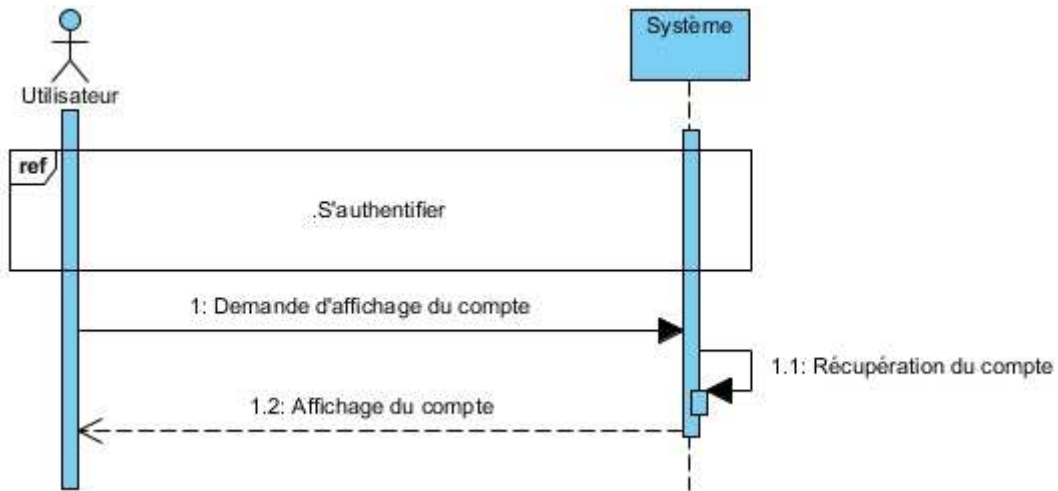 Système
Utilisateur
ref
.S'authentifier
1: Demande d'affichage du compte
1.1: Récupération du compte
1.2: Affichage du compte